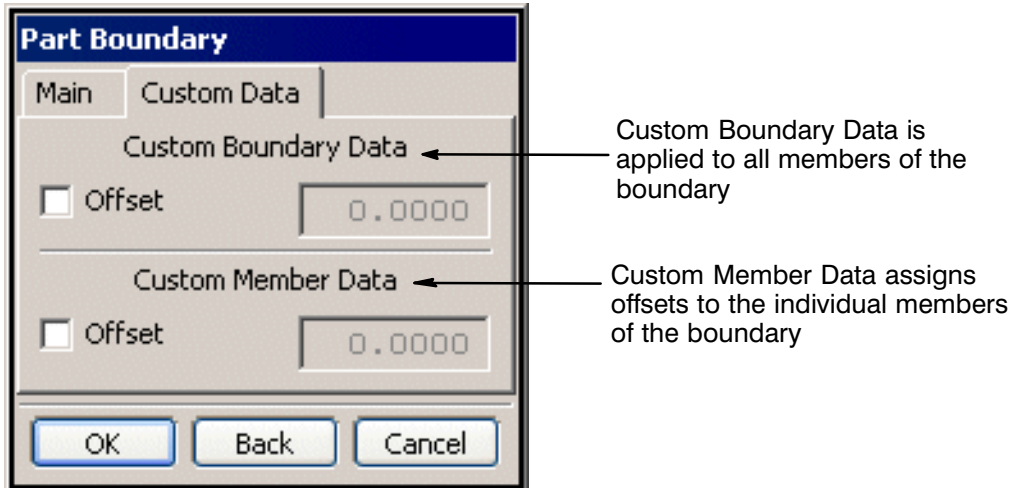 Part Boundary
Main Custom Data
Custom Boundary Data
Offset 0.0000
Custom Member Data
Offset 0.0000
OK Back Cancel
Custom Boundary Data is
applied to all members of the
boundary
Custom Member Data assigns
offsets to the individual members
of the boundary